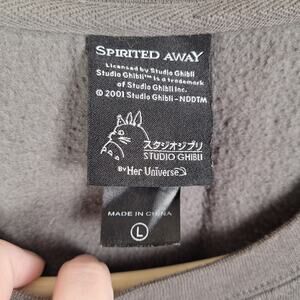 SPIRITED AWAY
Licensed by Studio Ghibli
Studio Ghibli™ is a trademark
of Studio Ghibli Inc.
© 2001 Studio Ghibli-NDDTM
スタジオジブリ
STUDIO GHIBLI
BY HER UNIVERSE
MADE IN CHINA
L